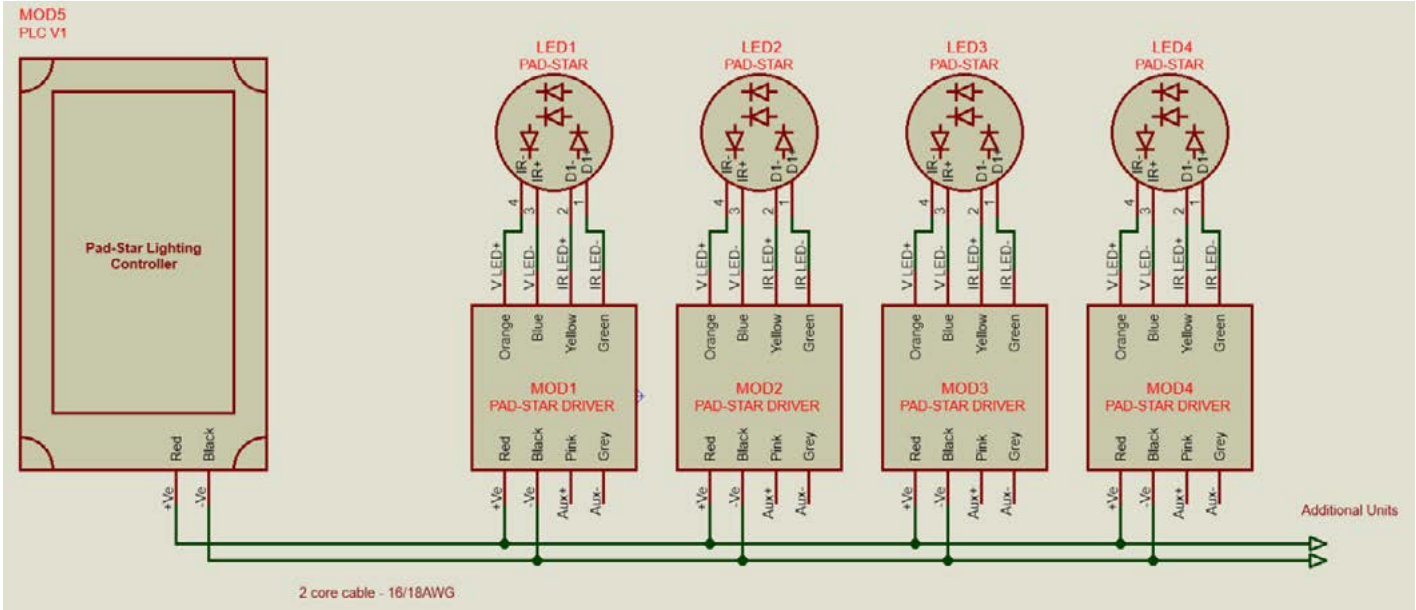 MOD5
PLC V1
Pad-Star Lighting
Controller
Red
Black
+Ve
-Ve
LED1
PAD-STAR
IR-
IR+
D1-
D1+
4
3
2
1
V LED+
V LED-
IR LED+
IR LED-
Orange
Blue
Yellow
Green
MOD1
PAD-STAR DRIVER
Red
Black
Pink
Grey
+Ve
-Ve
Aux+
Aux-
LED2
PAD-STAR
IR-
IR+
D1-
D1+
4
3
2
1
V LED+
V LED-
IR LED+
IR LED-
Orange
Blue
Yellow
Green
MOD2
PAD-STAR DRIVER
Red
Black
Pink
Grey
+Ve
-Ve
Aux+
Aux-
LED3
PAD-STAR
IR-
IR+
D1-
D1+
4
3
2
1
V LED+
V LED-
IR LED+
IR LED-
Orange
Blue
Yellow
Green
MOD3
PAD-STAR DRIVER
Red
Black
Pink
Grey
+Ve
-Ve
Aux+
Aux-
LED4
PAD-STAR
IR-
IR+
D1-
D1+
4
3
2
1
V LED+
V LED-
IR LED+
IR LED-
Orange
Blue
Yellow
Green
MOD4
PAD-STAR DRIVER
Red
Black
Pink
Grey
+Ve
-Ve
Aux+
Aux-
Additional Units
2 core cable - 16/18AWG